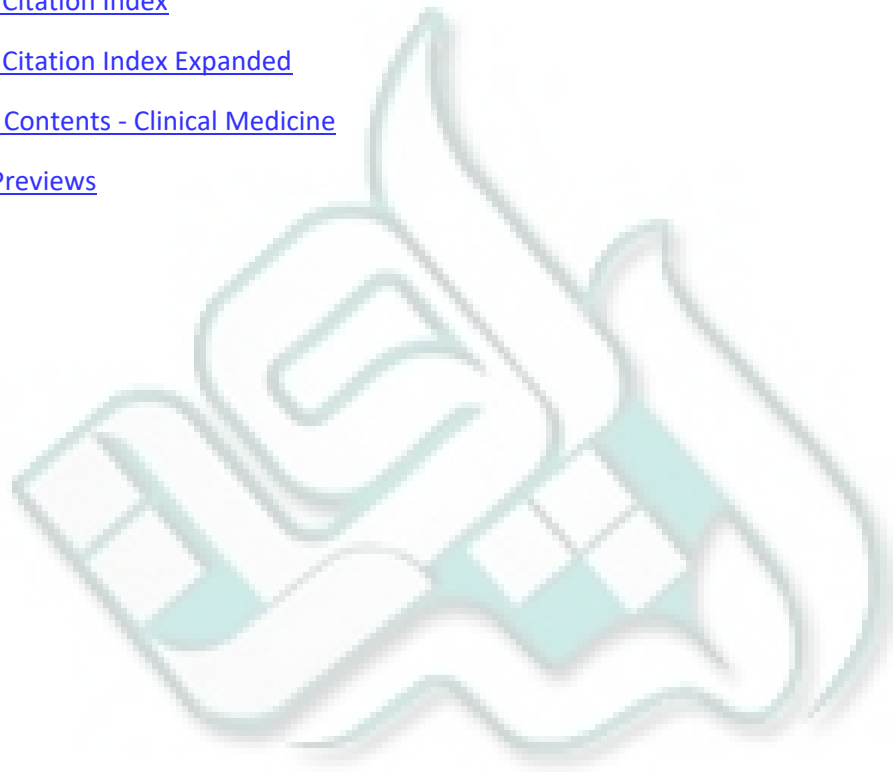 Citation Index
Citation Index Expanded
Contents - Clinical Medicine
Previews